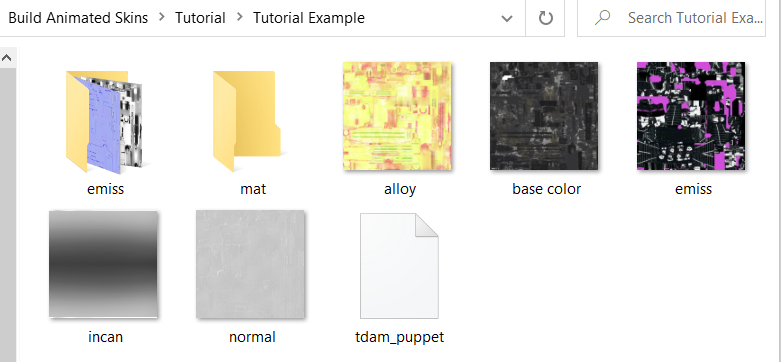 Build Animated Skins > Tutorial > Tutorial Example
Search Tutorial Exa...
emiss
mat
alloy
base color
emiss
incan
normal
tdam_puppet